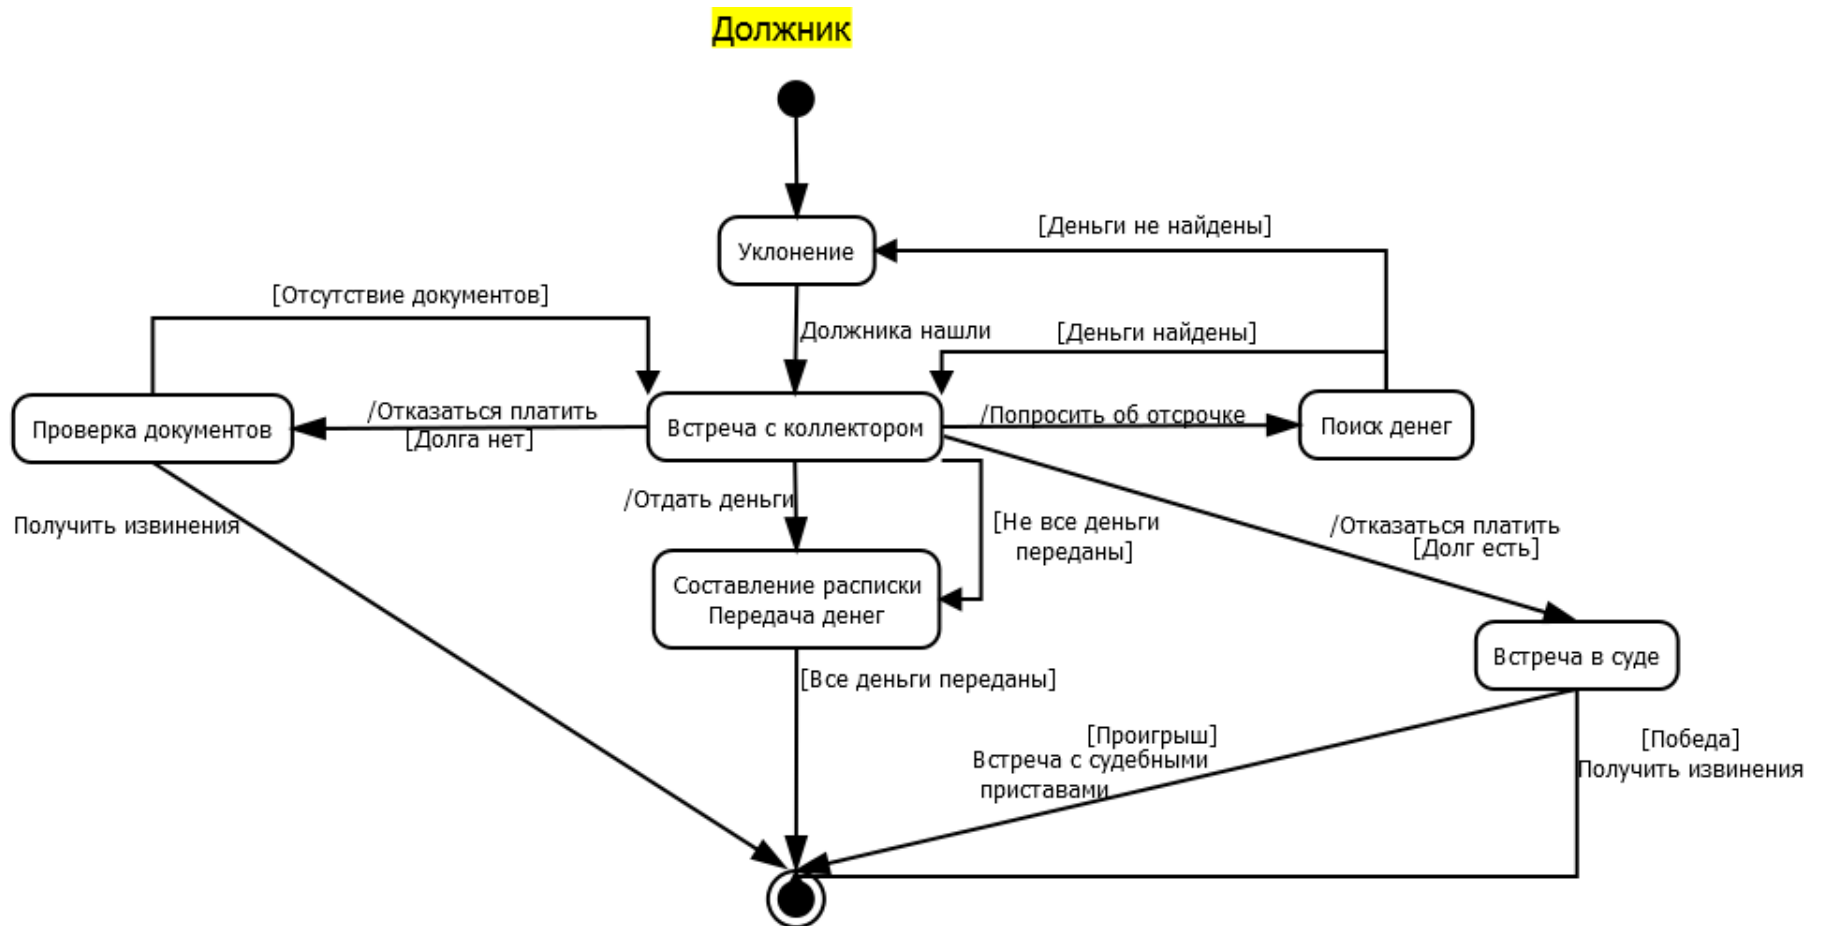 Должник
[Деньги не найдены]
Уклонение
[Отсутствие документов]
Должника нашли
[Деньги найдены]
Проверка документов
/Отказаться платить
[Долга нет]
Встреча с коллектором
/Попросить об отсрочке
Поиск денег
/Отдать деньги
[Не все деньги
переданы]
Получить извинения
/Отказаться платить
[Долг есть]
Составление расписки
Передача денег
Встреча в суде
[Все деньги переданы]
[Проигрыш]
Встреча с судебными
приставами
[Победа]
Получить извинения